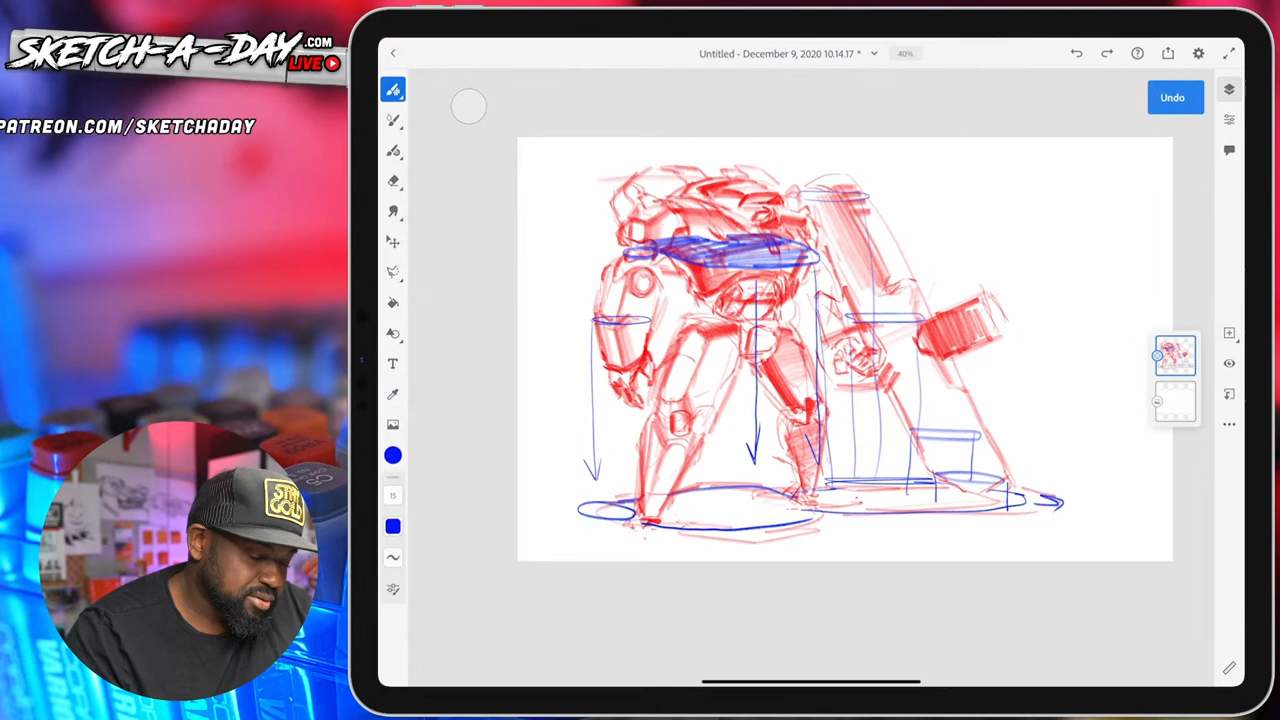 SKETCH-A-DAY.COM
LIVE
PATREON.COM/SKETCHADAY
Untitled - December 9, 2020 10.14.17 *
40%
Undo
T
15
STAY
GOLD